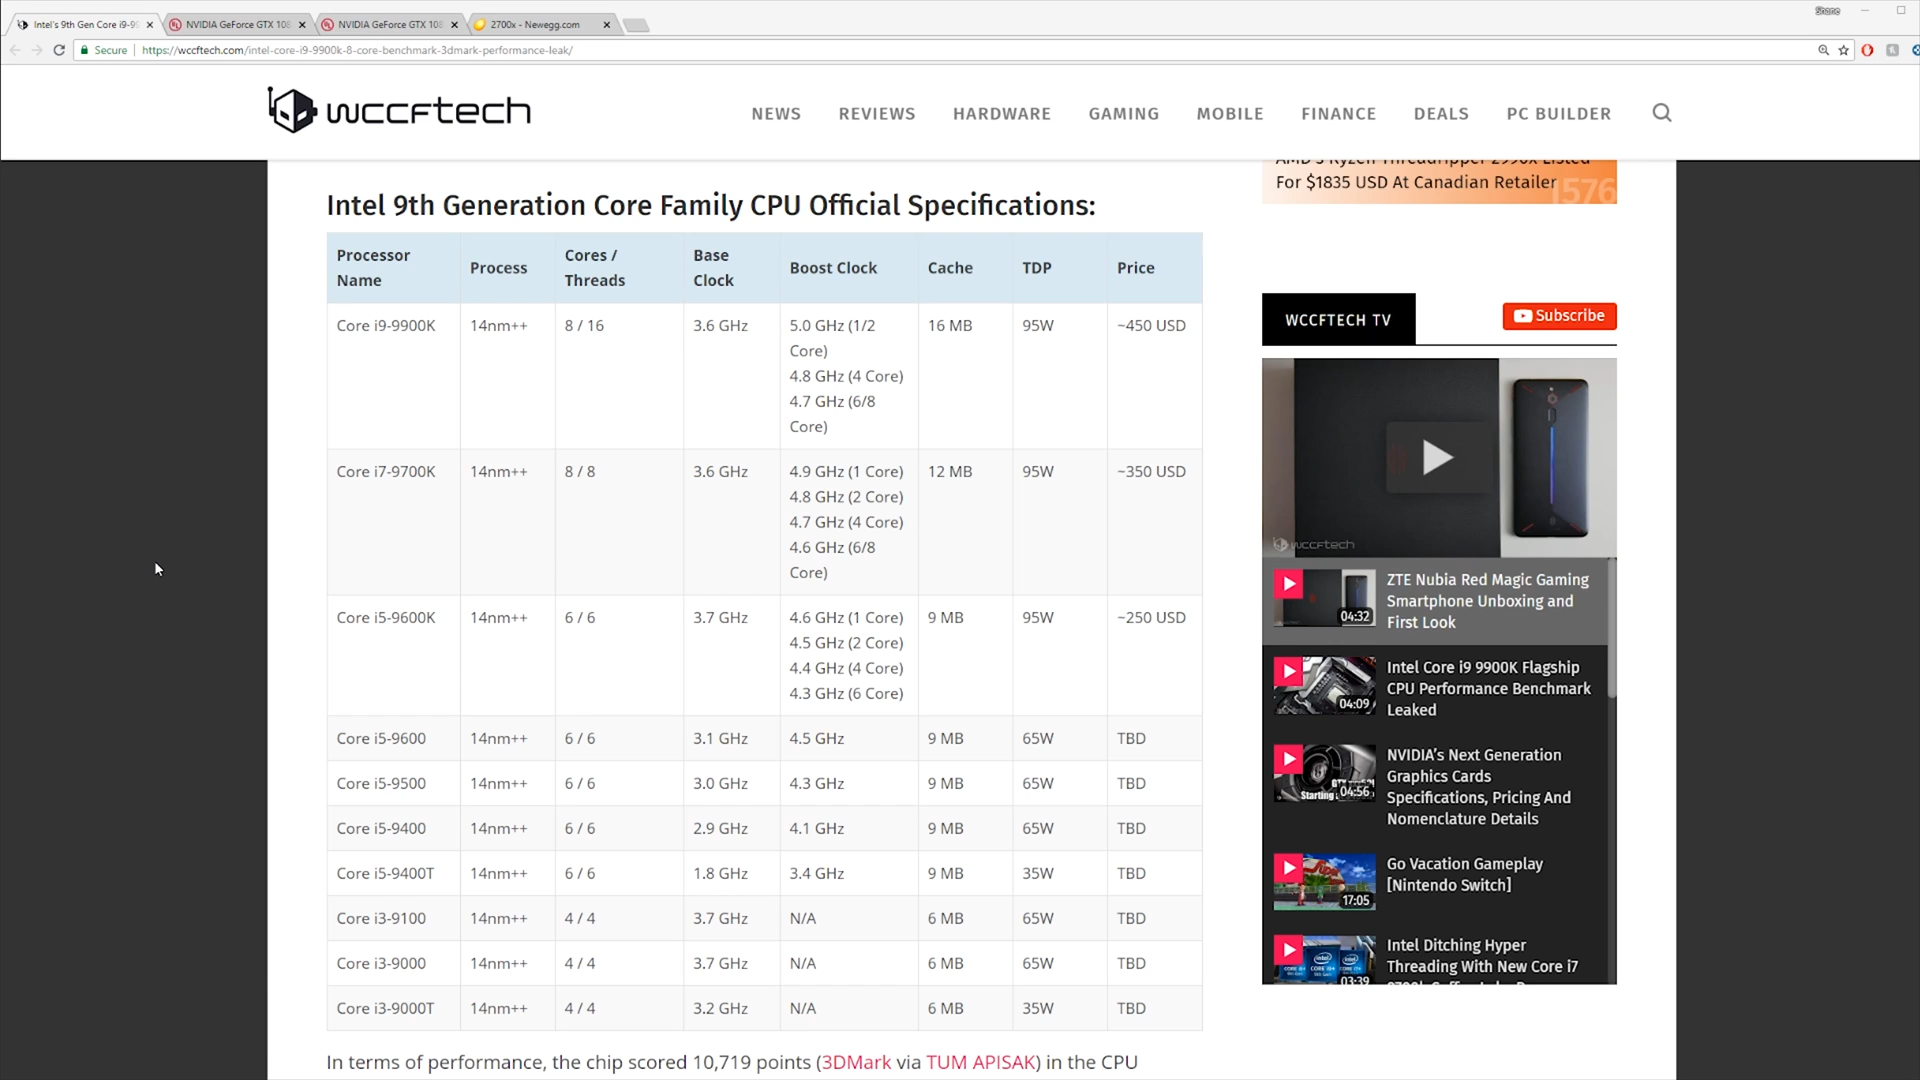 Intel's 9th Gen Core i9-99
NVIDIA GeForce GTX 108
NVIDIA GeForce GTX 108
2700x - Newegg.com
Shane
Secure
https://wccftech.com/intel-core-i9-9900k-8-core-benchmark-3dmark-performance-leak/
wccftech
NEWS
REVIEWS
HARDWARE
GAMING
MOBILE
FINANCE
DEALS
PC BUILDER
Intel 9th Generation Core Family CPU Official Specifications:
Processor Name Process Cores / Threads Base Clock Boost Clock Cache TDP Price
Core i9-9900K 14nm++ 8 / 16 3.6 GHz 5.0 GHz (1/2 16 MB 95W ~450 USD
Core)
4.8 GHz (4 Core)
4.7 GHz (6/8
Core)
Core i7-9700K 14nm++ 8 / 8 3.6 GHz 4.9 GHz (1 Core) 12 MB 95W ~350 USD
4.8 GHz (2 Core)
4.7 GHz (4 Core)
4.6 GHz (6/8
Core)
Core i5-9600K 14nm++ 6 / 6 3.7 GHz 4.6 GHz (1 Core) 9 MB 95W ~250 USD
4.5 GHz (2 Core)
4.4 GHz (4 Core)
4.3 GHz (6 Core)
Core i5-9600 14nm++ 6 / 6 3.1 GHz 4.5 GHz 9 MB 65W TBD
Core i5-9500 14nm++ 6 / 6 3.0 GHz 4.3 GHz 9 MB 65W TBD
Core i5-9400 14nm++ 6 / 6 2.9 GHz 4.1 GHz 9 MB 65W TBD
Core i5-9400T 14nm++ 6 / 6 1.8 GHz 3.4 GHz 9 MB 35W TBD
Core i3-9100 14nm++ 4 / 4 3.7 GHz N/A 6 MB 65W TBD
Core i3-9000 14nm++ 4 / 4 3.7 GHz N/A 6 MB 65W TBD
Core i3-9000T 14nm++ 4 / 4 3.2 GHz N/A 6 MB 35W TBD
In terms of performance, the chip scored 10,719 points (3DMark via TUM APISAK) in the CPU
AMD's Ryzen Threadripper 2990X Listed
For $1835 USD At Canadian Retailer
576
WCCFTECH TV
Subscribe
wccftech
04:32
ZTE Nubia Red Magic Gaming
Smartphone Unboxing and
First Look
04:09
Intel Core i9 9900K Flagship
CPU Performance Benchmark
Leaked
Starting
04:56
NVIDIA's Next Generation
Graphics Cards
Specifications, Pricing And
Nomenclature Details
17:05
Go Vacation Gameplay
[Nintendo Switch]
03:39
Intel Ditching Hyper
Threading With New Core i7